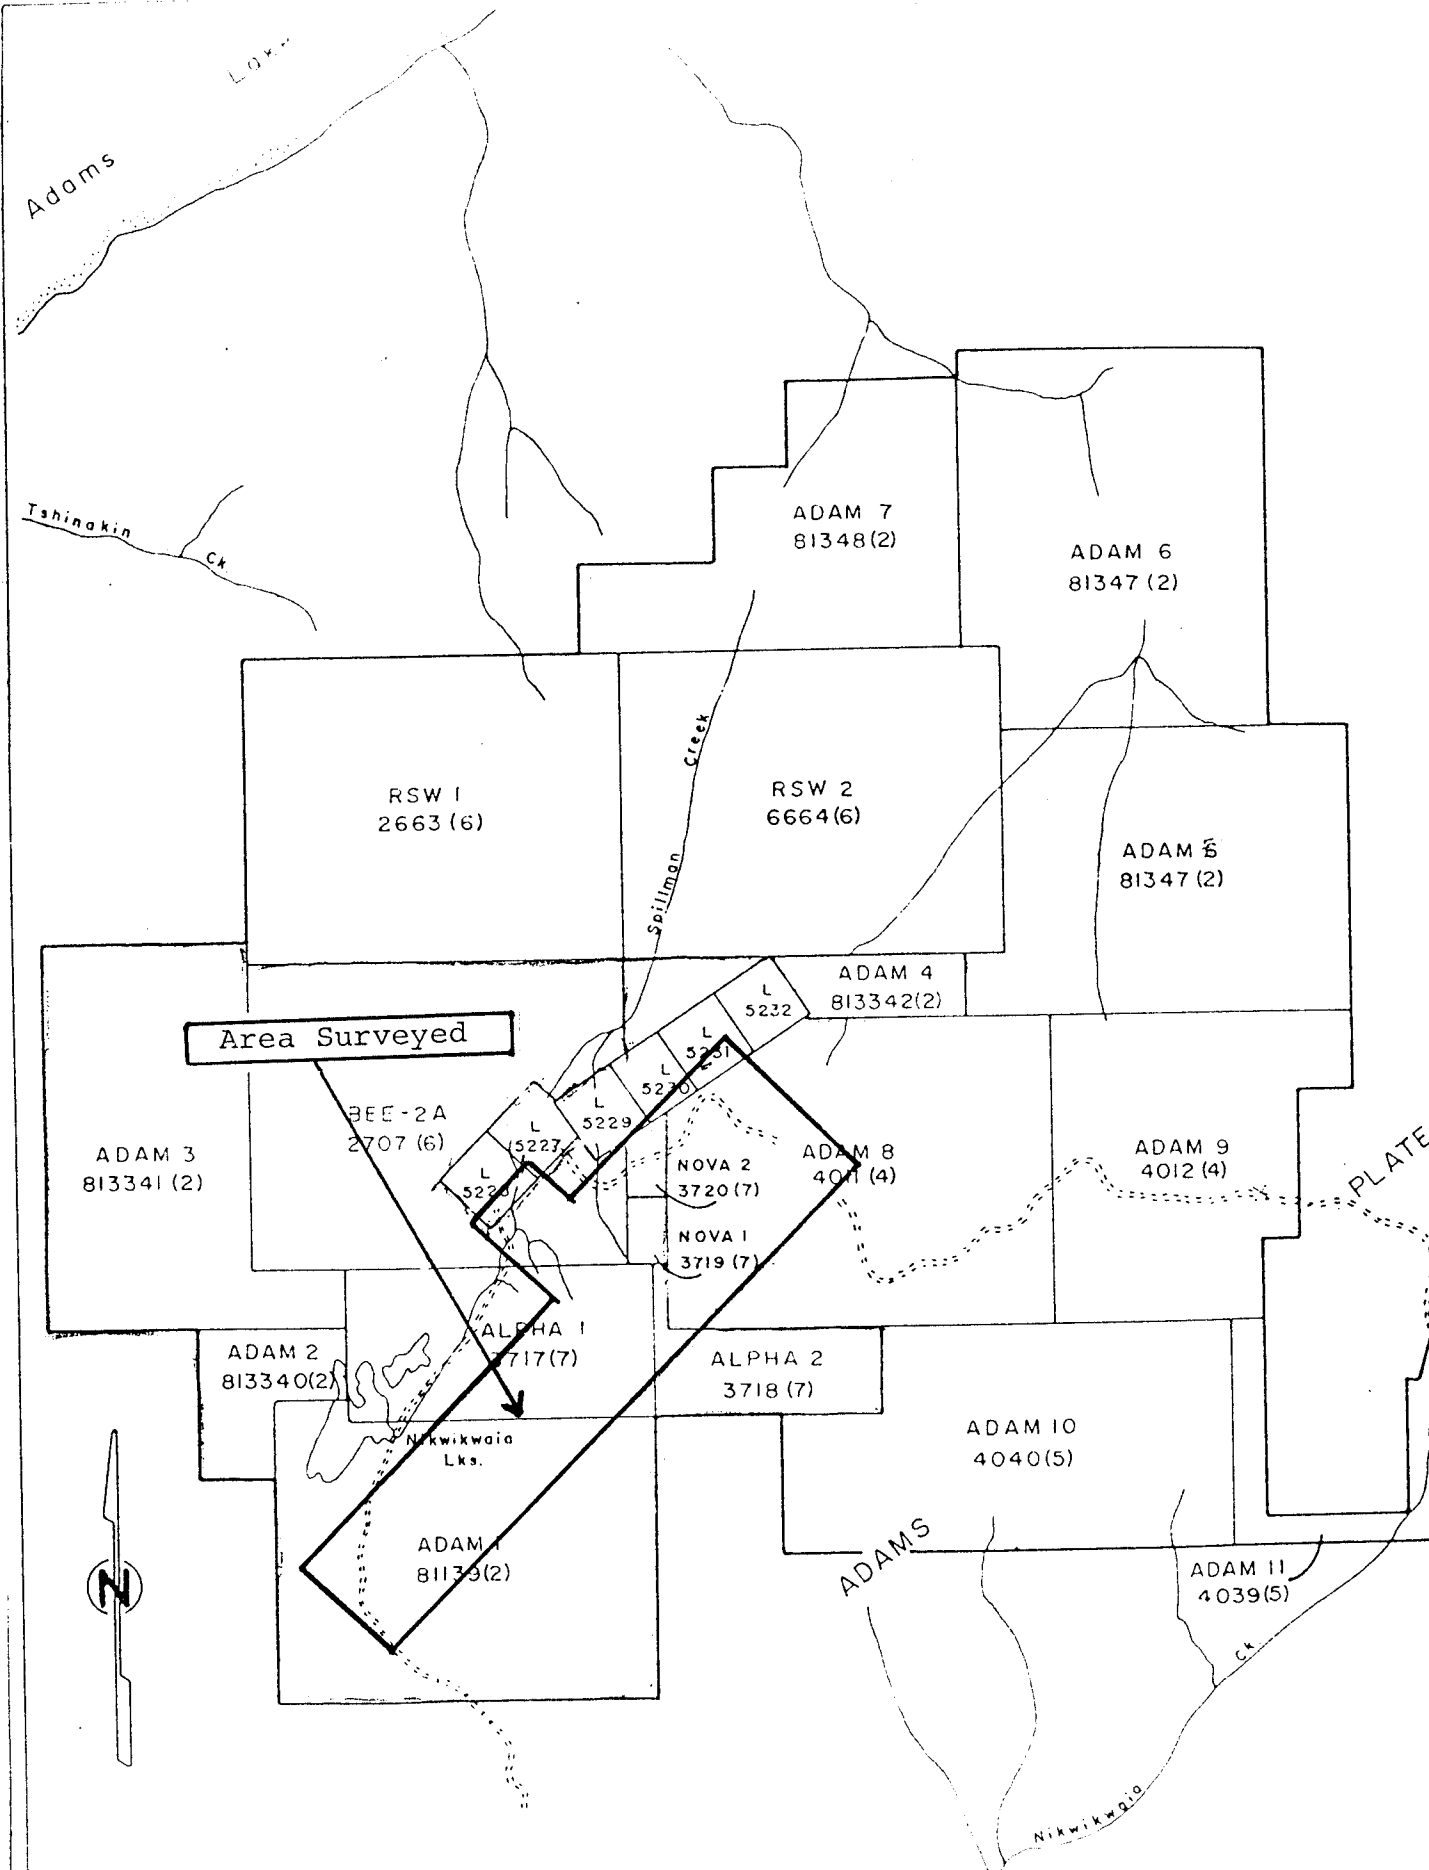 Adams
Lake
Tshinakin
Ck
ADAM 7
81348(2)
ADAM 6
81347(2)
RSW 1
2663(6)
RSW 2
6664(6)
Spillman
Creek
ADAM 5
81347(2)
ADAM 4
813342(2)
L
5232
L
5231
L
5230
L
5229
L
5227
L
Area Surveyed
BEE-2A
2707(6)
ADAM 3
813341(2)
NOVA 2
3720(7)
NOVA 1
3719(7)
ADAM 8
4011(4)
ADAM 9
4012(4)
PLATE
ADAM 2
813340(2)
ALPHA 1
3717(7)
ALPHA 2
3718(7)
Nikwikwaia
Lks.
ADAM 10
4040(5)
ADAM 1
81139(2)
N
ADAMS
ADAM 11
4039(5)
Nikwikwaia
Ck